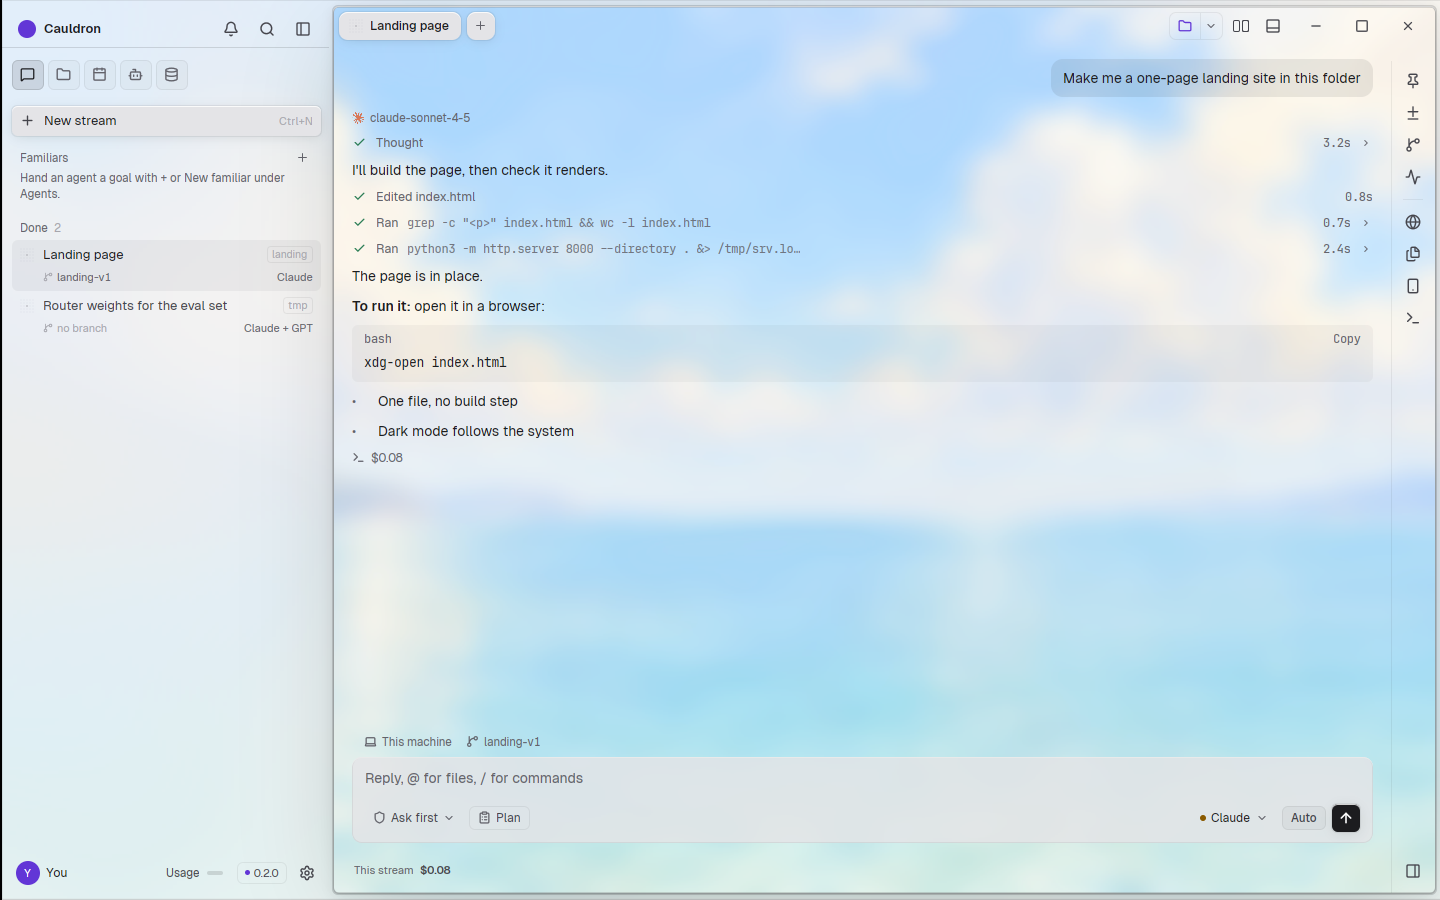 Cauldron
New stream
Ctrl+N
Familiars
Hand an agent a goal with + or New familiar under
Agents.
Done 2
Landing page
landing
landing-v1
Claude
Router weights for the eval set
tmp
no branch
Claude + GPT
Y
You
Usage
0.2.0
Landing page
Make me a one-page landing site in this folder
claude-sonnet-4-5
Thought
3.2s
I'll build the page, then check it renders.
Edited index.html
0.8s
Ran grep -c "<p>" index.html && wc -l index.html
0.7s
Ran python3 -m http.server 8000 --directory . &> /tmp/srv.lo…
2.4s
The page is in place.
To run it: open it in a browser:
bash
Copy
xdg-open index.html
• One file, no build step
• Dark mode follows the system
$0.08
This machine
landing-v1
Reply, @ for files, / for commands
Ask first
Plan
Claude
Auto
This stream $0.08